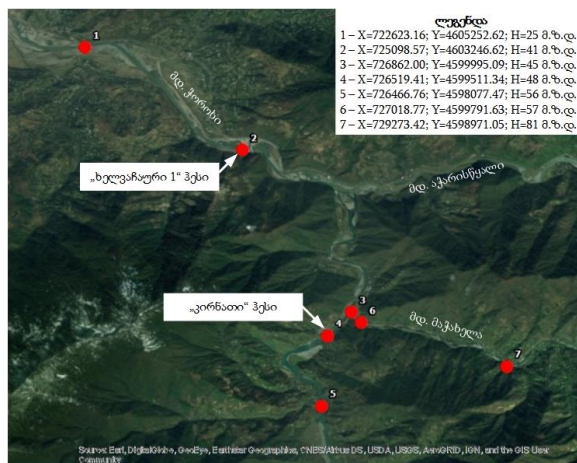 ლეგენდა
1 – X=722623.16; Y=4605252.62; H=25 მ.ზ.დ.
2 – X=725098.57; Y=4603246.62; H=41 მ.ზ.დ.
3 – X=726862.00; Y=4599995.09; H=45 მ.ზ.დ.
4 – X=726519.41; Y=4599511.34; H=48 მ.ზ.დ.
5 – X=726466.76; Y=4598077.47; H=56 მ.ზ.დ.
6 – X=727018.77; Y=4599791.63; H=57 მ.ზ.დ.
7 – X=729273.42; Y=4598971.05; H=81 მ.ზ.დ.
1
მდ. ჭოროხი
2
„ხელვაჩაური 1“ ჰესი
მდ. აჭარისწყალი
„კირნათი“ ჰესი
3
6
4
მდ. მაჭახელა
7
5
Source: Esri, DigitalGlobe, GeoEye, Earthstar Geographics, CNES/Airbus DS, USDA, USGS, AeroGRID, IGN, and the GIS User
Community